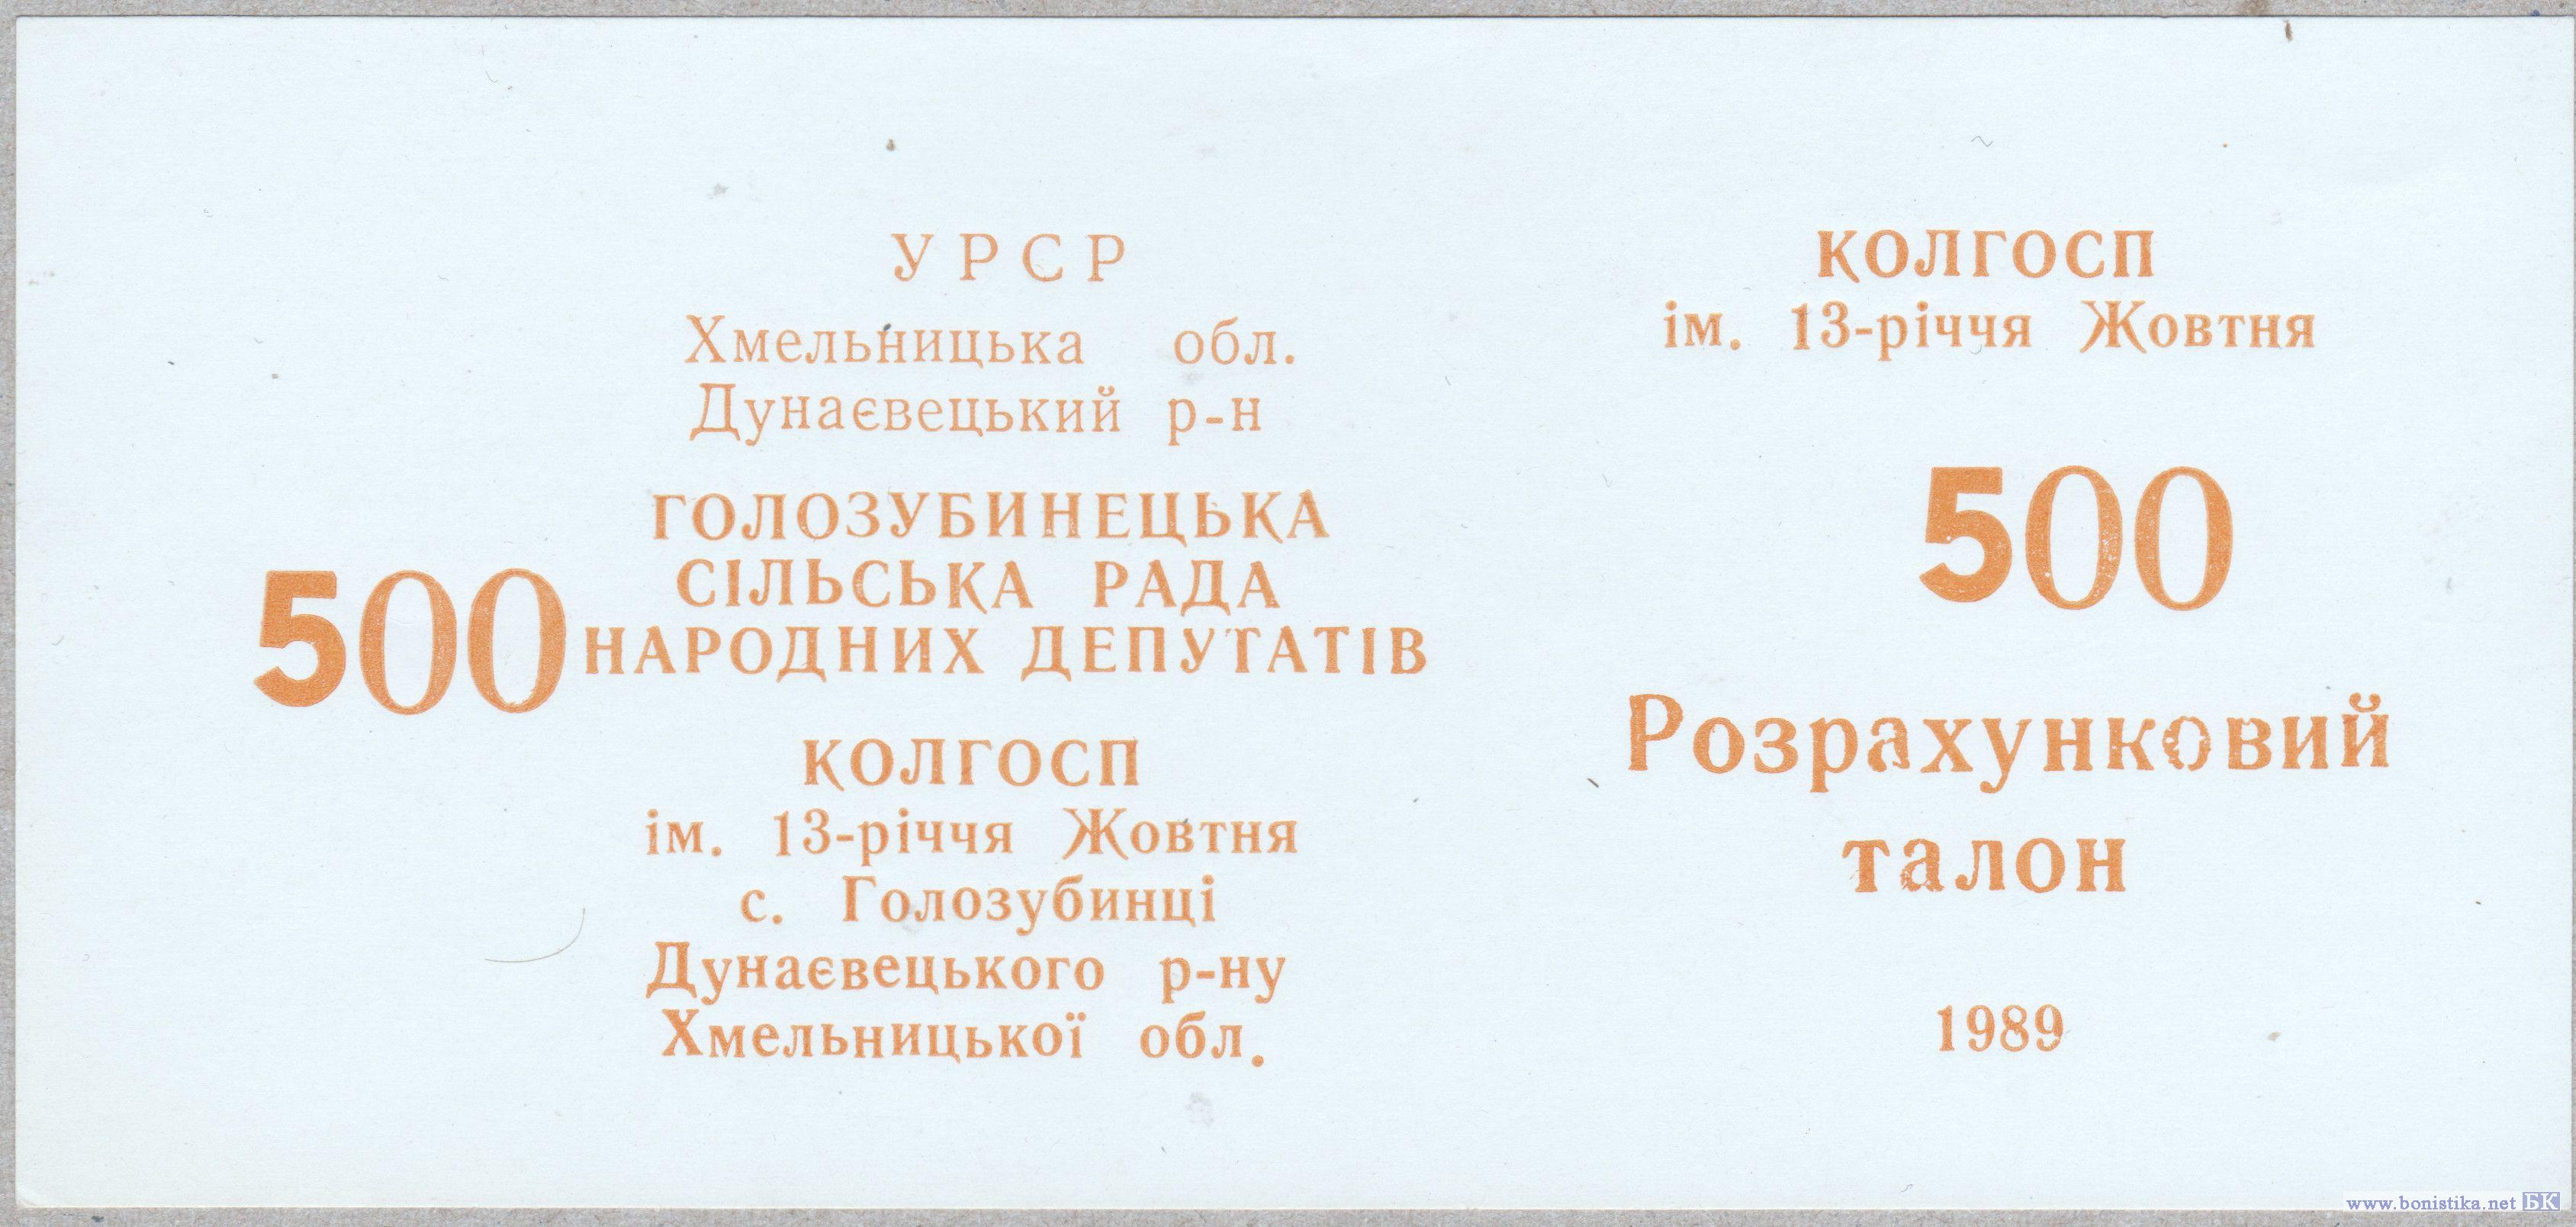 УРСР
Хмельницька обл.
Дунаєвецький р-н
ГОЛОЗУБИНЕЦЬКА
СІЛЬСЬКА РАДА
500 НАРОДНИХ ДЕПУТАТІВ
КОЛГОСП
ім. 13-річчя Жовтня
с. Голозубинці
Дунаєвецького р-ну
Хмельницької обл.
КОЛГОСП
ім. 13-річчя Жовтня
500
Розрахунковий
талон
1989
www.bonistika.net БК